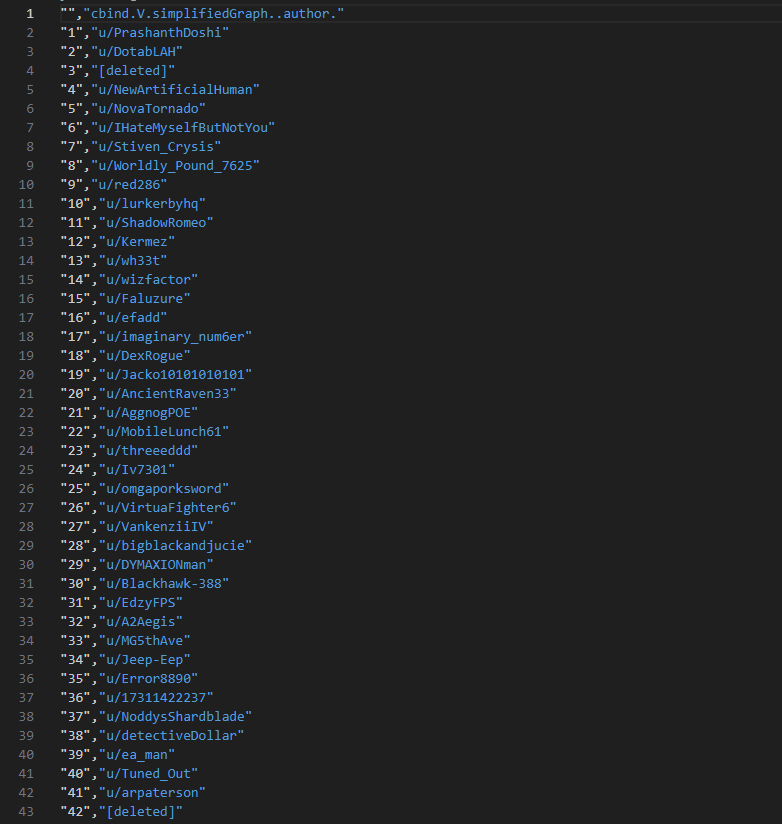 1 "","cbind.V.simplifiedGraph..author."
2 "1","u/PrashanthDoshi"
3 "2","u/DotabLAH"
4 "3","[deleted]"
5 "4","u/NewArtificialHuman"
6 "5","u/NovaTornado"
7 "6","u/IHateMyselfButNotYou"
8 "7","u/Stiven_Crysis"
9 "8","u/Worldly_Pound_7625"
10 "9","u/red286"
11 "10","u/lurkerbyhq"
12 "11","u/ShadowRomeo"
13 "12","u/Kermez"
14 "13","u/wh33t"
15 "14","u/wizfactor"
16 "15","u/Faluzure"
17 "16","u/efadd"
18 "17","u/imaginary_num6er"
19 "18","u/DexRogue"
20 "19","u/Jacko10101010101"
21 "20","u/AncientRaven33"
22 "21","u/AggnogPOE"
23 "22","u/MobileLunch61"
24 "23","u/threeeddd"
25 "24","u/Iv7301"
26 "25","u/omgaporksword"
27 "26","u/VirtuaFighter6"
28 "27","u/VankenziiIV"
29 "28","u/bigblackandjucie"
30 "29","u/DYMAXIONman"
31 "30","u/Blackhawk-388"
32 "31","u/EdzyFPS"
33 "32","u/A2Aegis"
34 "33","u/MG5thAve"
35 "34","u/Jeep-Eep"
36 "35","u/Error8890"
37 "36","u/17311422237"
38 "37","u/NoddysShardblade"
39 "38","u/detectiveDollar"
40 "39","u/ea_man"
41 "40","u/Tuned_Out"
42 "41","u/arpaterson"
43 "42","[deleted]"